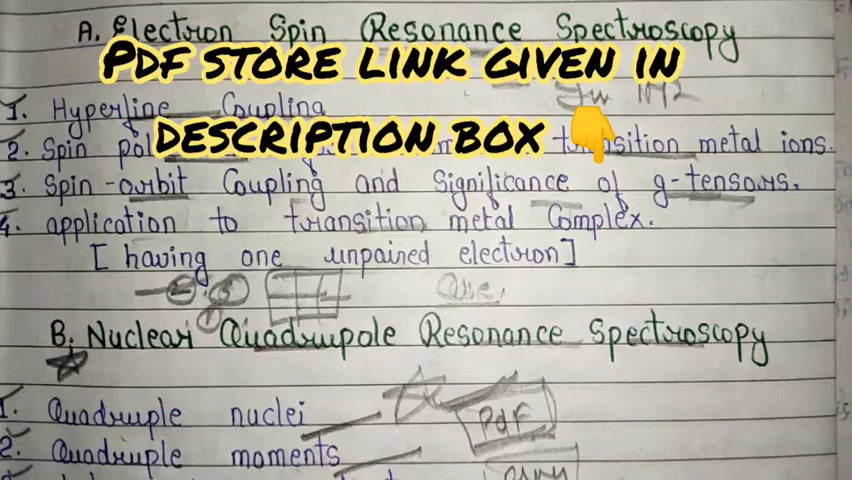 A. Electron Spin Resonance Spectroscopy
PDF STORE LINK GIVEN IN
1. Hyperline Coupling
DESCRIPTION BOX 👇
2. Spin pol transition metal ions.
3. Spin-orbit Coupling and Significance of g-tensors.
4. application to transition metal Complex.
[having one unpaired electron]
B. Nuclear Quadrupole Resonance Spectroscopy
1. Quadruple nuclei
Pdf
2. Quadruple moments